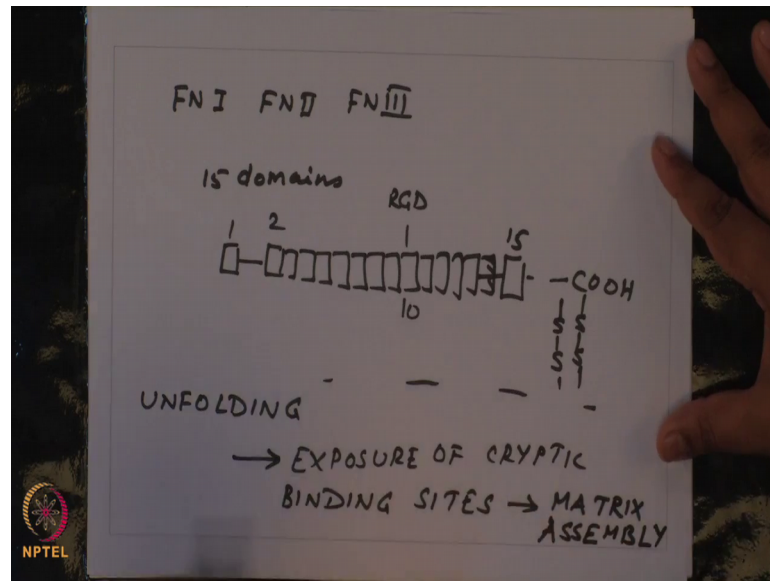 FN I FN II FN III
15 domains
RGD
1 2 15
10
-COOH
S S
S S
UNFOLDING
→ EXPOSURE OF CRYPTIC
BINDING SITES → MATRIX
ASSEMBLY
NPTEL